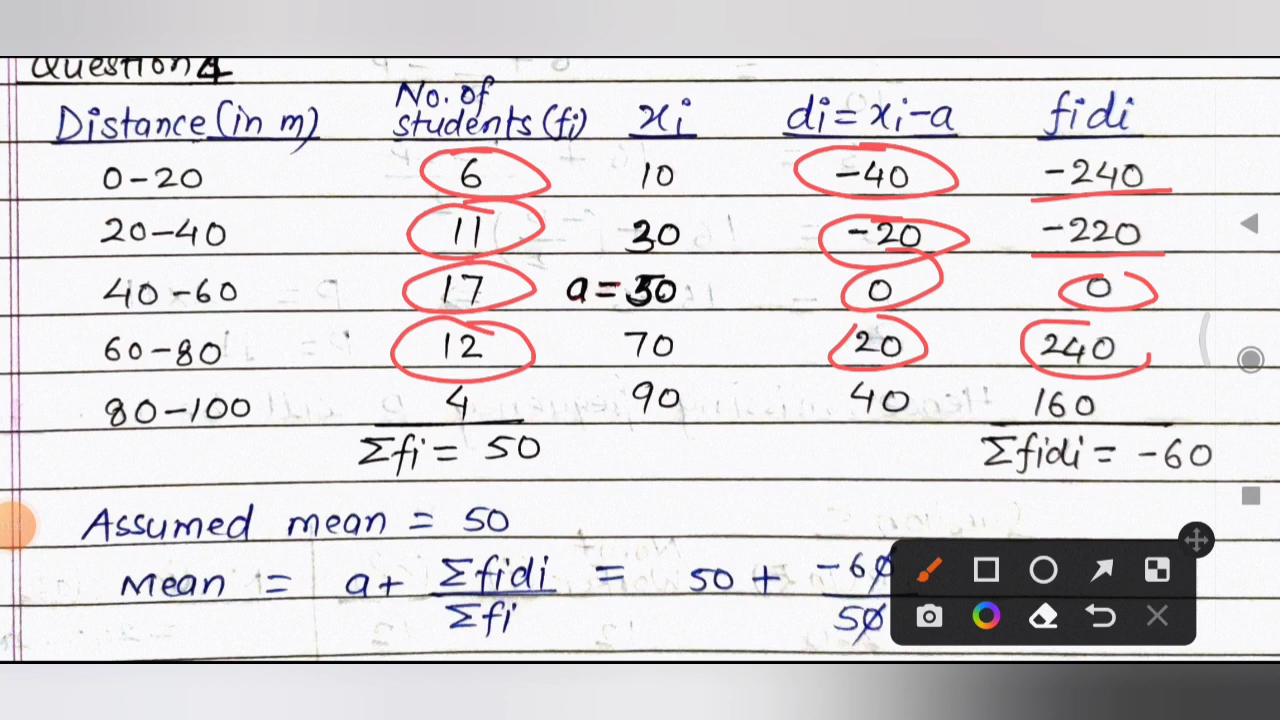 Question 4
Distance (in m) No. of students (fi) xi di = xi - a fidi
0-20 6 10 -40 -240
20-40 11 30 -20 -220
40-60 17 a = 50 0 0
60-80 12 70 20 240
80-100 4 90 40 160
Σfi = 50 Σfidi = -60
Assumed mean = 50
Mean = a + Σfidi / Σfi = 50 + -60 / 50